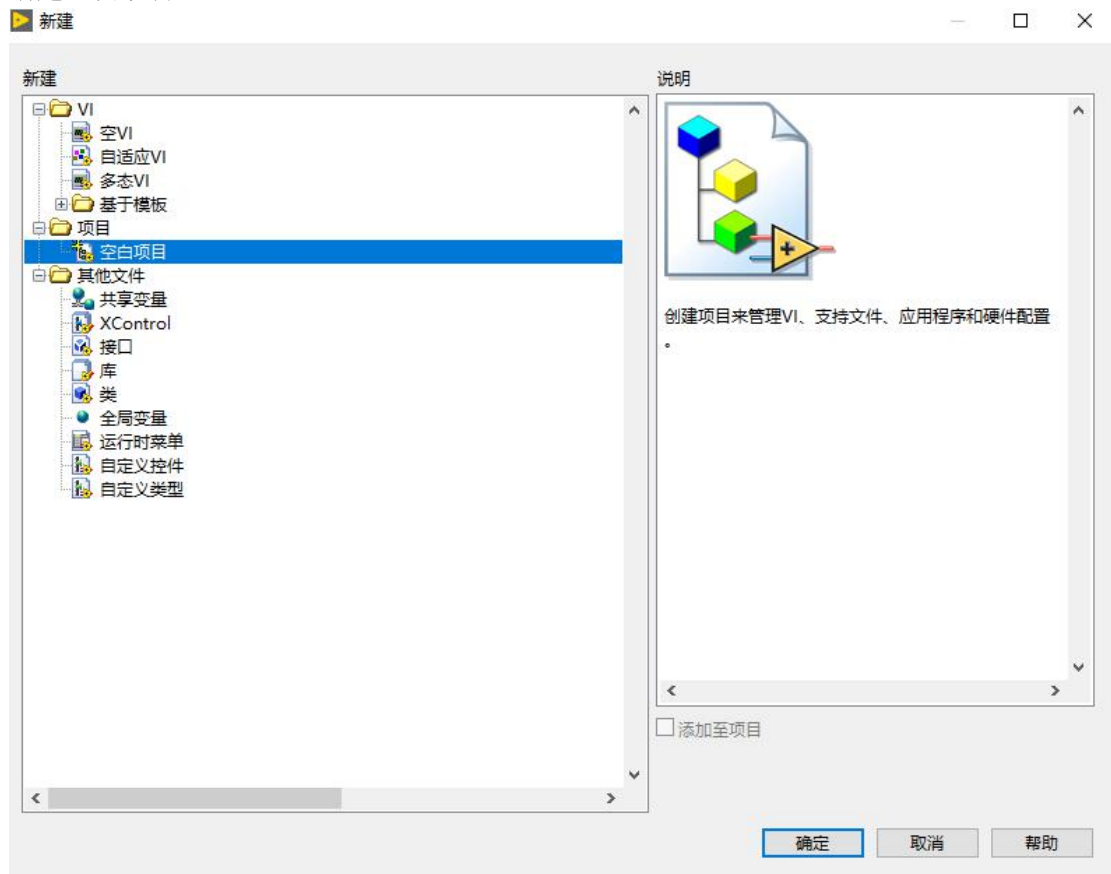 新建
新建
VI
空VI
自适应VI
多态VI
基于模板
项目
空白项目
其他文件
共享变量
XControl
接口
库
类
全局变量
运行时菜单
自定义控件
自定义类型
说明
创建项目来管理VI、支持文件、应用程序和硬件配置
。
添加至项目
确定
取消
帮助